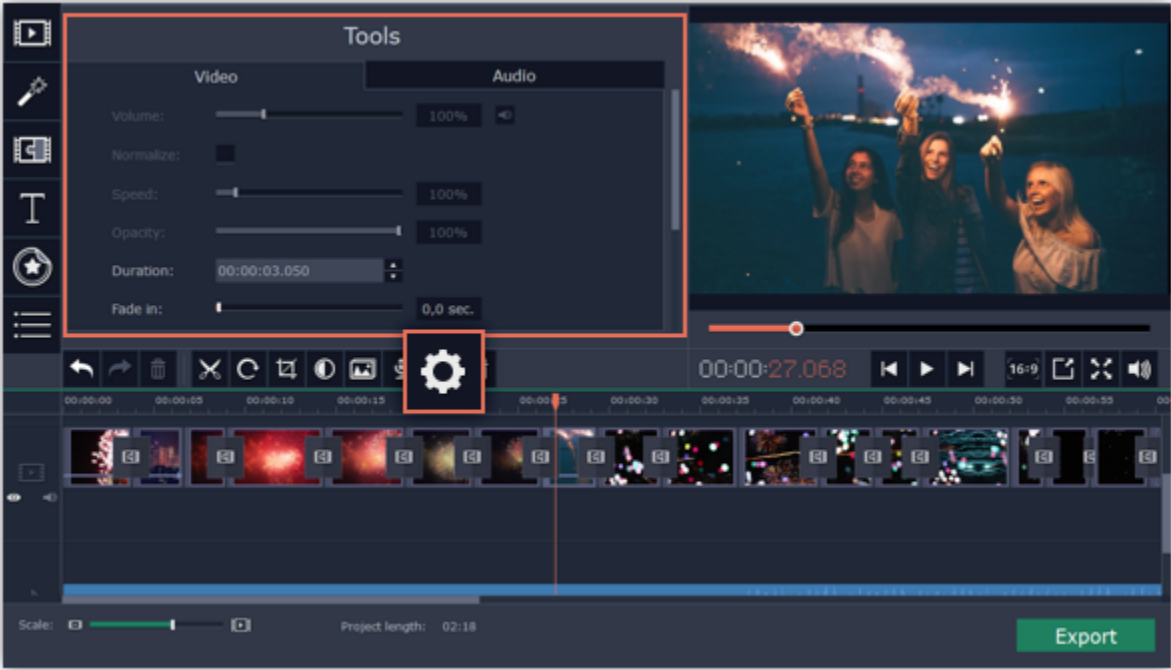 Tools
Video
Audio
Volume: 100%
Normalize:
Speed: 100%
Opacity: 100%
Duration: 00:00:03.050
Fade in: 0,0 sec.
T
00:00:27.068
16:9
00:00:00 00:00:05 00:00:10 00:00:15 00:00:30 00:00:35 00:00:40 00:00:45 00:00:50 00:00:55
Scale:
Project length: 02:18
Export